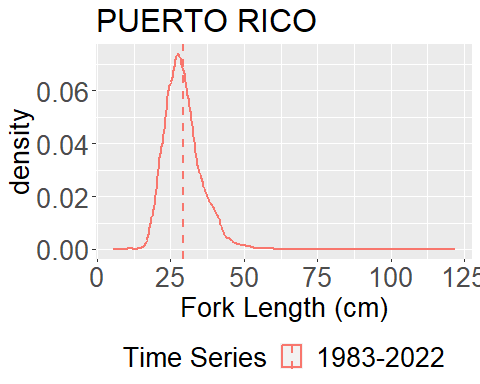 PUERTO RICO
density
0.06
0.04
0.02
0.00
0 25 50 75 100 125
Fork Length (cm)
Time Series 1983-2022